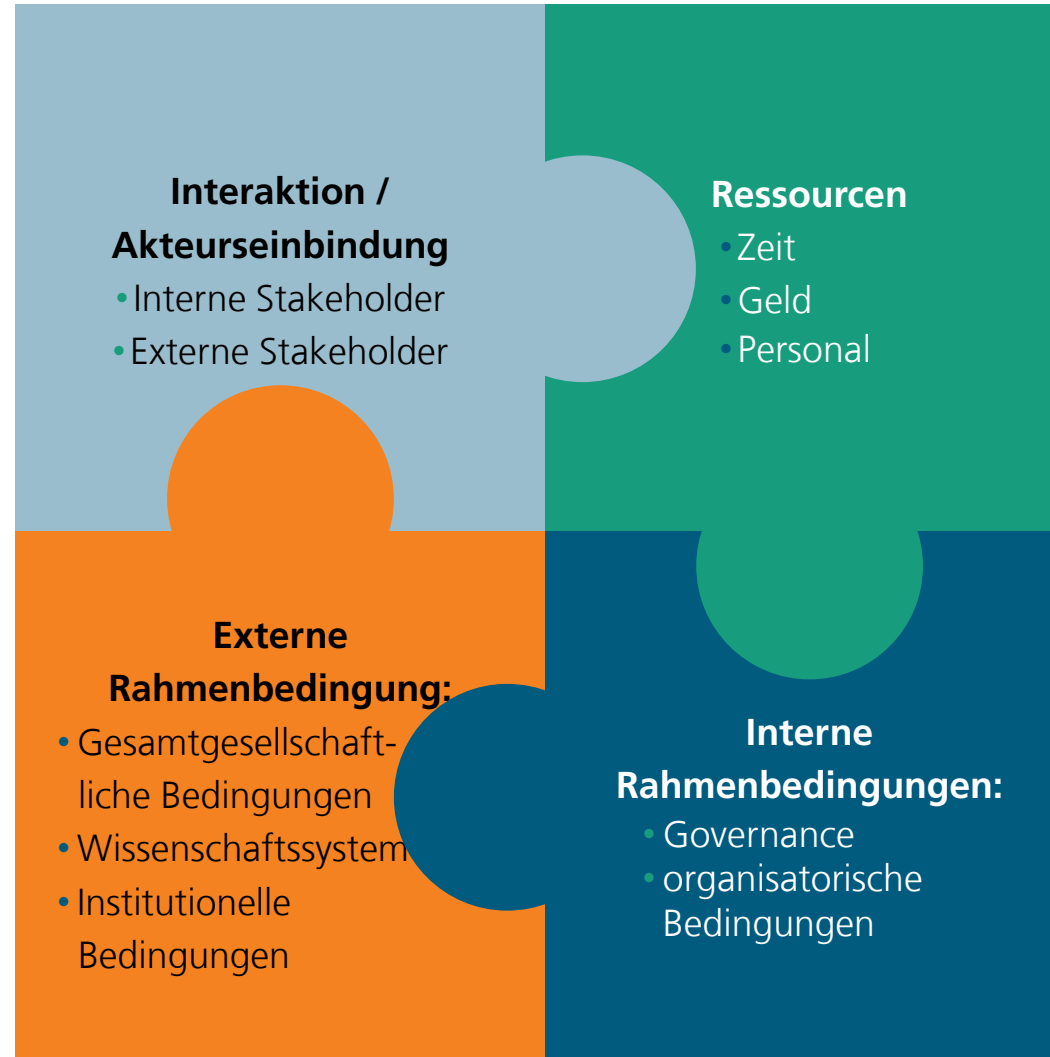 Interaktion /
Akteurseinbindung
• Interne Stakeholder
• Externe Stakeholder
Ressourcen
• Zeit
• Geld
• Personal
Externe
Rahmenbedingung:
• Gesamtgesellschaft-
liche Bedingungen
• Wissenschaftssystem
• Institutionelle
Bedingungen
Interne
Rahmenbedingungen:
• Governance
• organisatorische
Bedingungen